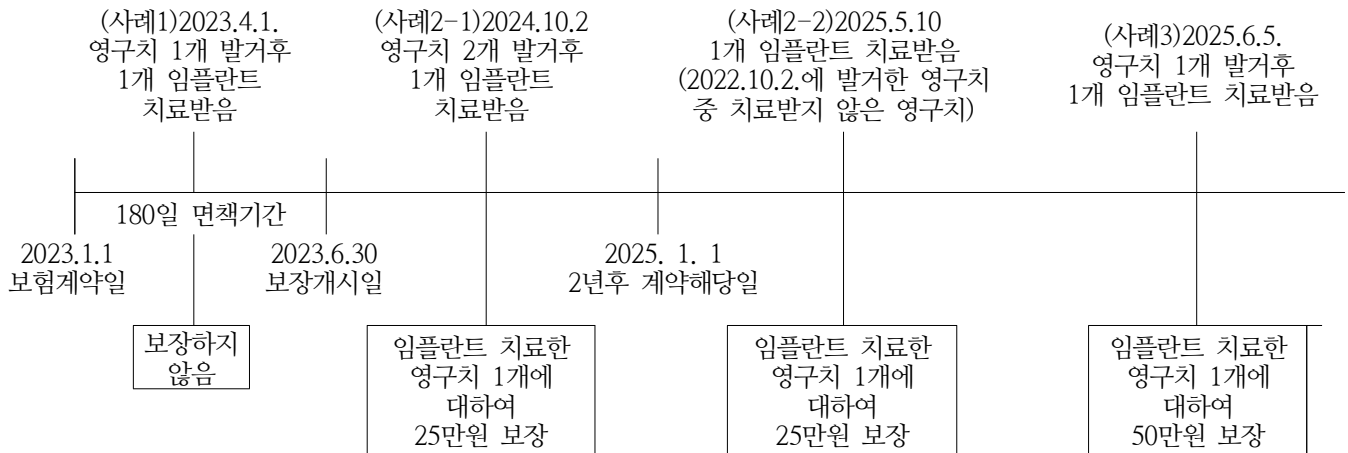 (사례1)2023.4.1.
영구치 1개 발거후
1개 임플란트
치료받음
(사례2-1)2024.10.2
영구치 2개 발거후
1개 임플란트
치료받음
(사례2-2)2025.5.10
1개 임플란트 치료받음
(2022.10.2.에 발거한 영구치
중 치료받지 않은 영구치)
(사례3)2025.6.5.
영구치 1개 발거후
1개 임플란트 치료받음
180일 면책기간
2023.1.1
보험계약일
2023.6.30
보장개시일
2025. 1. 1
2년후 계약해당일
보장하지
않음
임플란트 치료한
영구치 1개에
대하여
25만원 보장
임플란트 치료한
영구치 1개에
대하여
25만원 보장
임플란트 치료한
영구치 1개에
대하여
50만원 보장